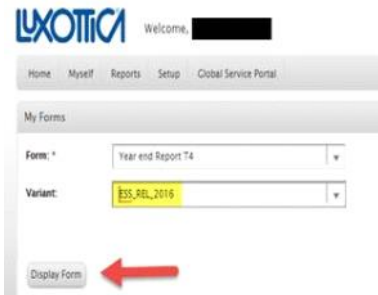 LUXOTTICA Welcome,
Home Myself Reports Setup Global Service Portal
My Forms
Form: * Year end Report T4
Variant: ESS_REL_2016
Display Form